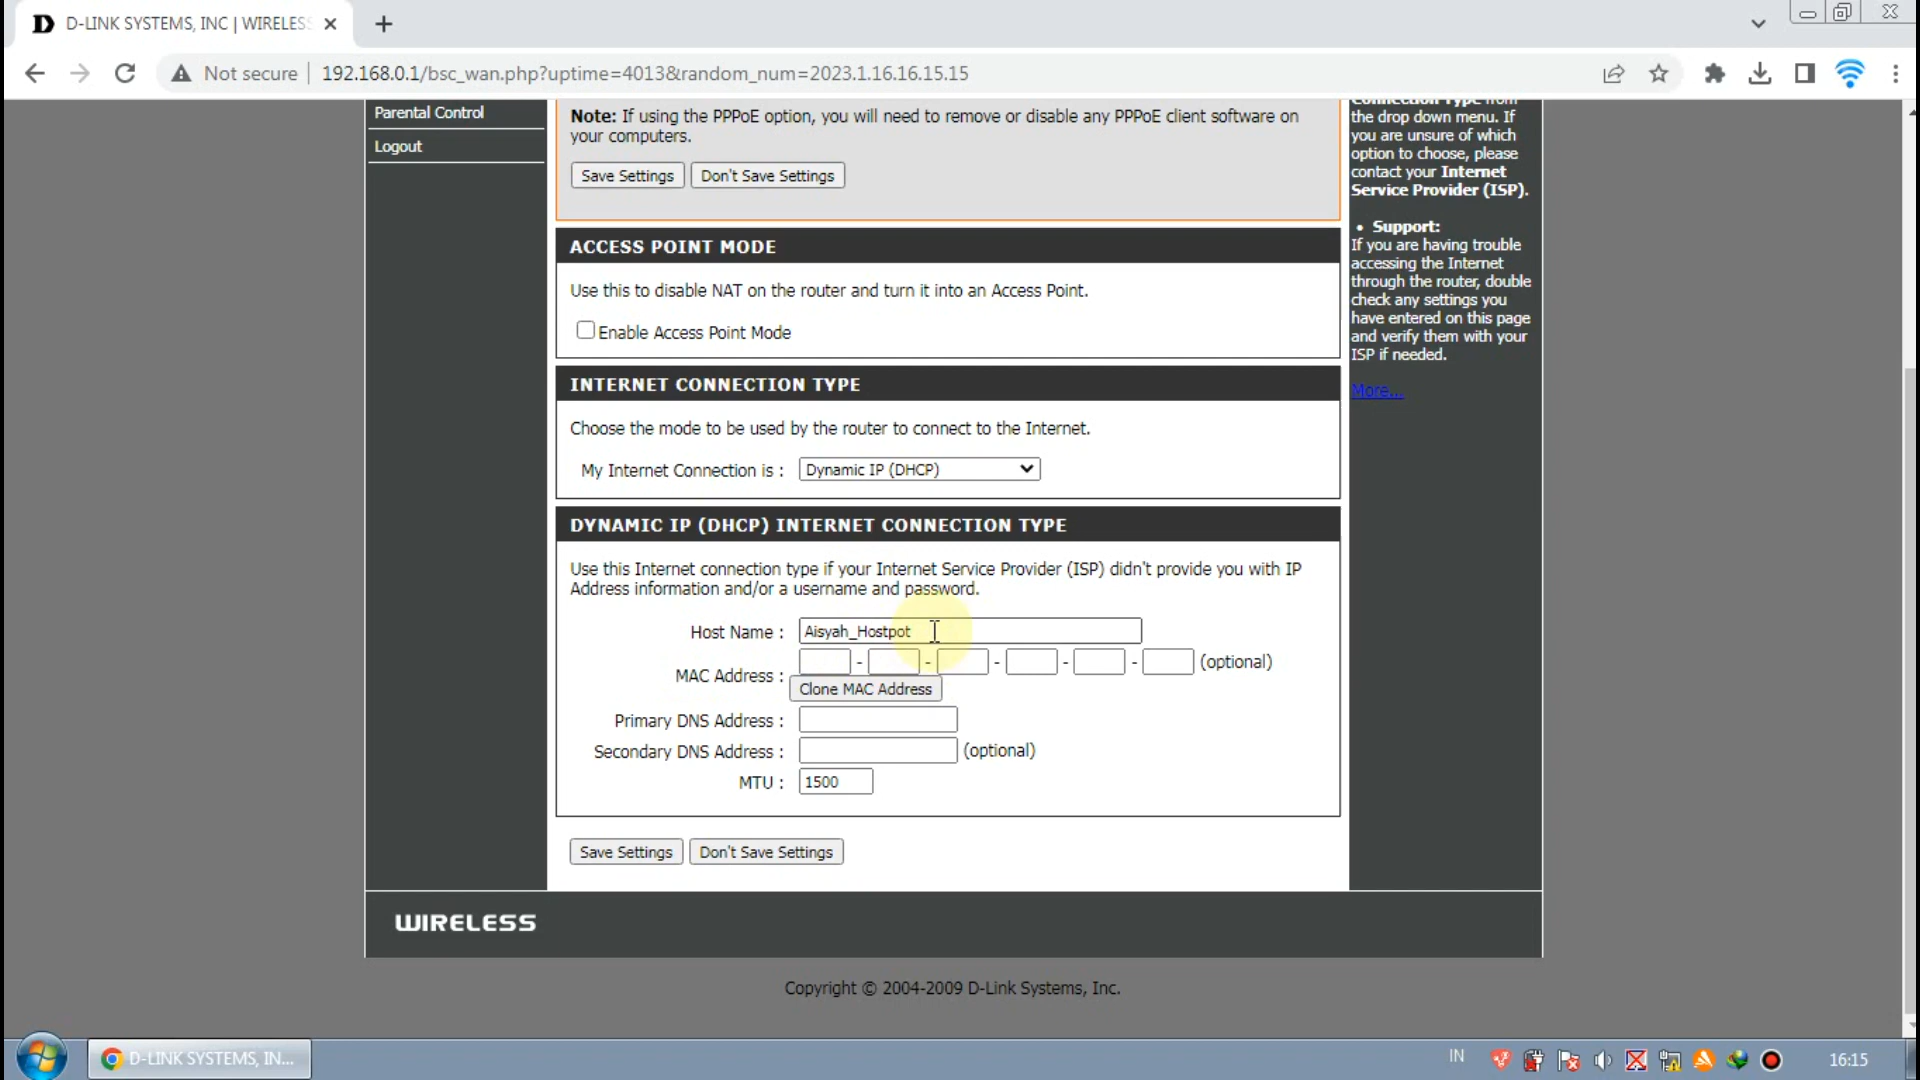 D-LINK SYSTEMS, INC | WIRELESS
Not secure
192.168.0.1/bsc_wan.php?uptime=4013&random_num=2023.1.16.16.15.15
Parental Control
Logout
Note: If using the PPPoE option, you will need to remove or disable any PPPoE client software on
your computers.
Save Settings
Don't Save Settings
ACCESS POINT MODE
Use this to disable NAT on the router and turn it into an Access Point.
Enable Access Point Mode
INTERNET CONNECTION TYPE
Choose the mode to be used by the router to connect to the Internet.
My Internet Connection is :
Dynamic IP (DHCP)
DYNAMIC IP (DHCP) INTERNET CONNECTION TYPE
Use this Internet connection type if your Internet Service Provider (ISP) didn't provide you with IP
Address information and/or a username and password.
Host Name :
Aisyah_Hostpot
MAC Address :
- - - - - (optional)
Clone MAC Address
Primary DNS Address :
Secondary DNS Address :
(optional)
MTU :
1500
Save Settings
Don't Save Settings
Connection Type from
the drop down menu. If
you are unsure of which
option to choose, please
contact your Internet
Service Provider (ISP).
• Support:
If you are having trouble
accessing the Internet
through the router, double
check any settings you
have entered on this page
and verify them with your
ISP if needed.
More...
WIRELESS
Copyright © 2004-2009 D-Link Systems, Inc.
D-LINK SYSTEMS, IN...
IN
16:15